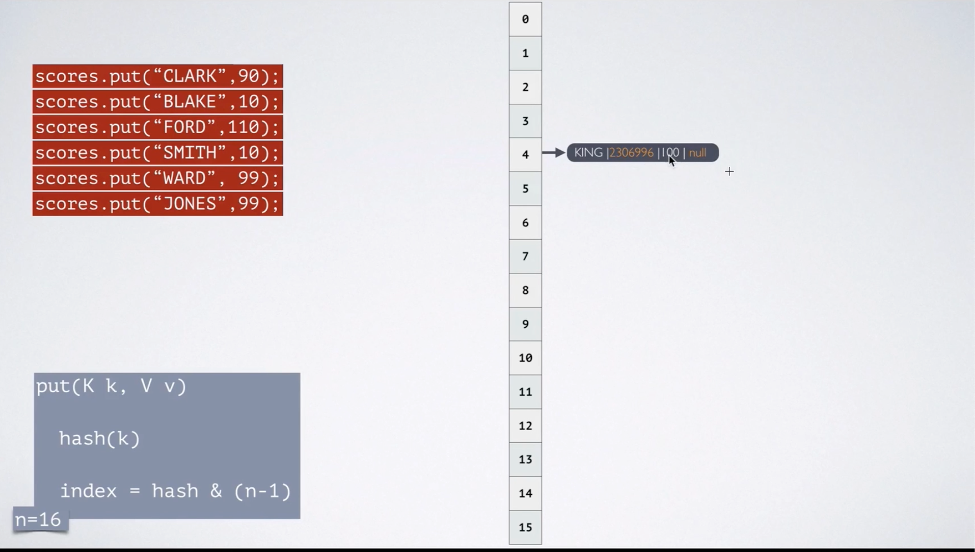 scores.put(“CLARK”,90);
scores.put(“BLAKE”,10);
scores.put(“FORD”,110);
scores.put(“SMITH”,10);
scores.put(“WARD”, 99);
scores.put(“JONES”,99);
put(K k, V v)
hash(k)
index = hash & (n-1)
n=16
0
1
2
3
4
KING |2306996 |100 | null
5
6
7
8
9
10
11
12
13
14
15